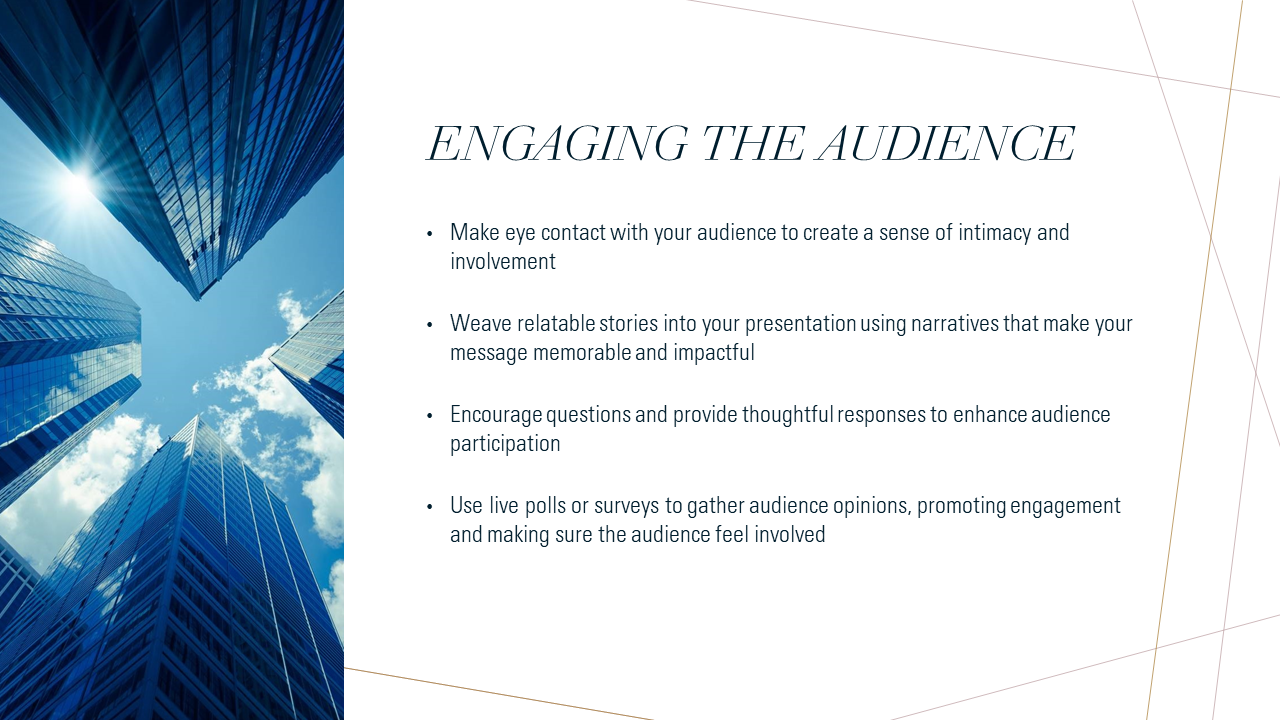 ENGAGING THE AUDIENCE
• Make eye contact with your audience to create a sense of intimacy and
involvement
• Weave relatable stories into your presentation using narratives that make your
message memorable and impactful
• Encourage questions and provide thoughtful responses to enhance audience
participation
• Use live polls or surveys to gather audience opinions, promoting engagement
and making sure the audience feel involved